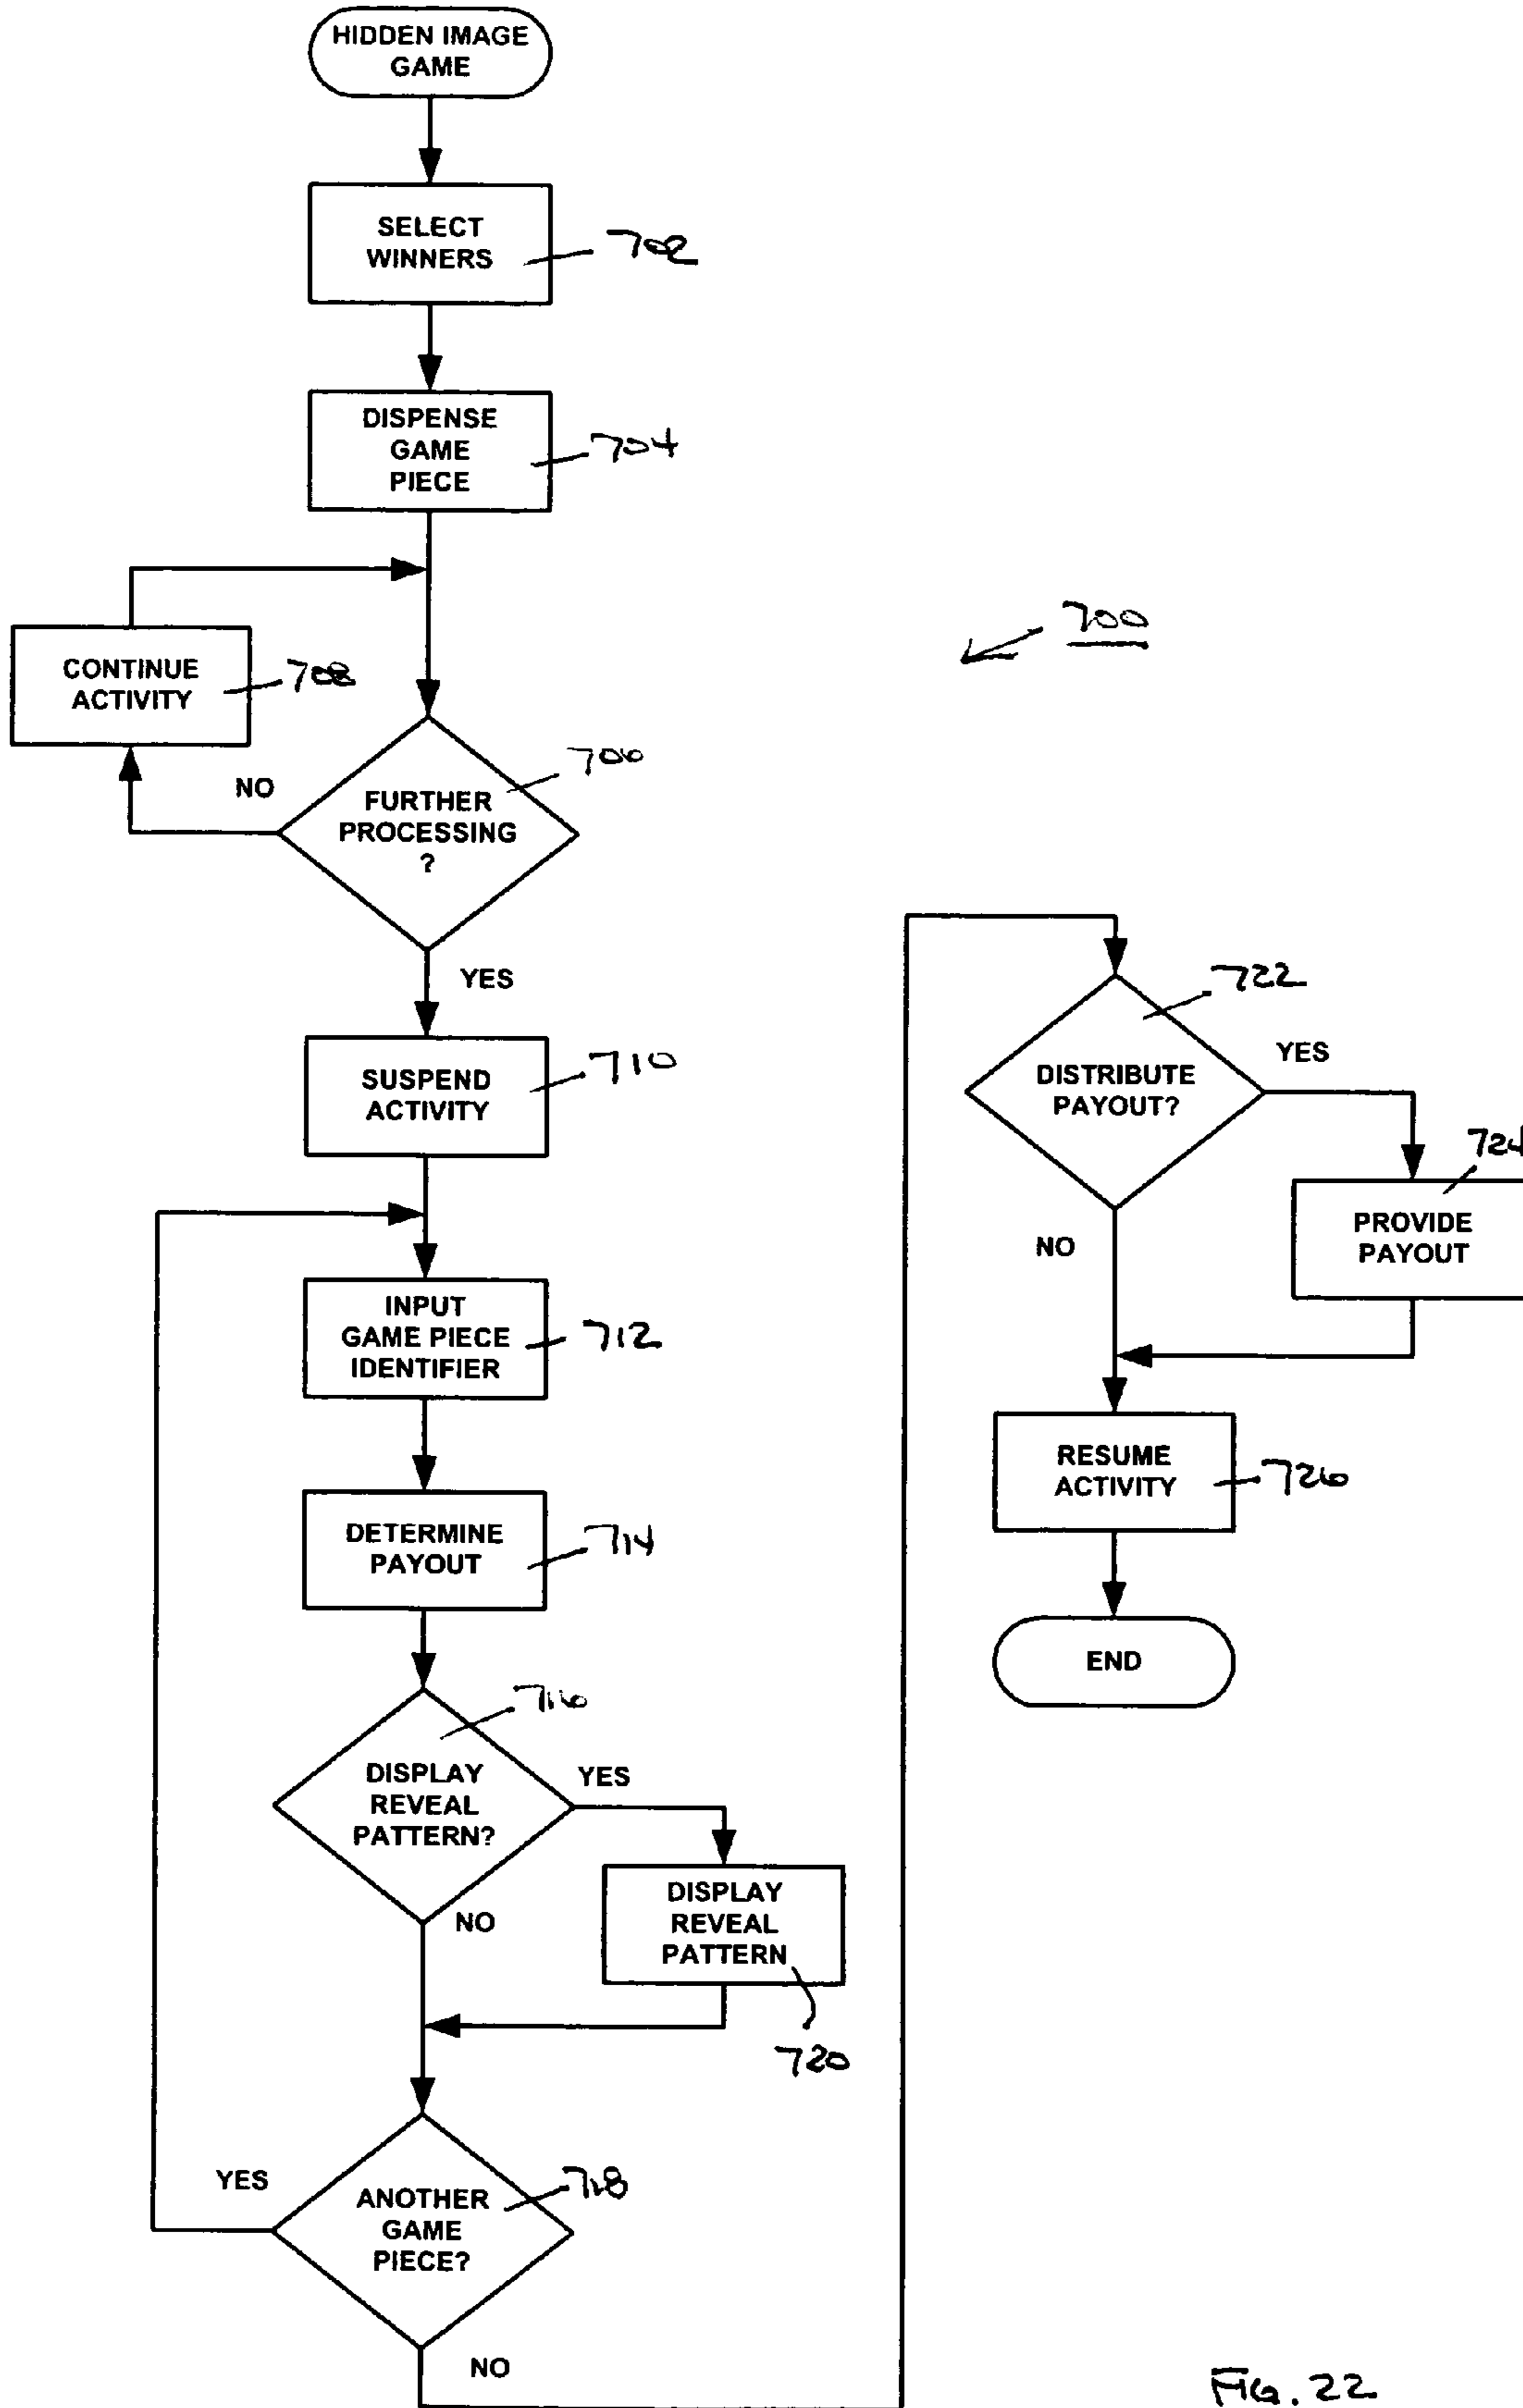 HIDDEN IMAGE
GAME
SELECT
WINNERS
702
DISPENSE
GAME
PIECE
704
700
CONTINUE
ACTIVITY
708
706
NO
FURTHER
PROCESSING
?
YES
SUSPEND
ACTIVITY
710
INPUT
GAME PIECE
IDENTIFIER
712
DETERMINE
PAYOUT
714
716
DISPLAY
REVEAL
PATTERN?
YES
NO
DISPLAY
REVEAL
PATTERN
720
YES
ANOTHER
GAME
PIECE?
718
NO
722
DISTRIBUTE
PAYOUT?
YES
NO
724
PROVIDE
PAYOUT
RESUME
ACTIVITY
726
END
FIG. 22